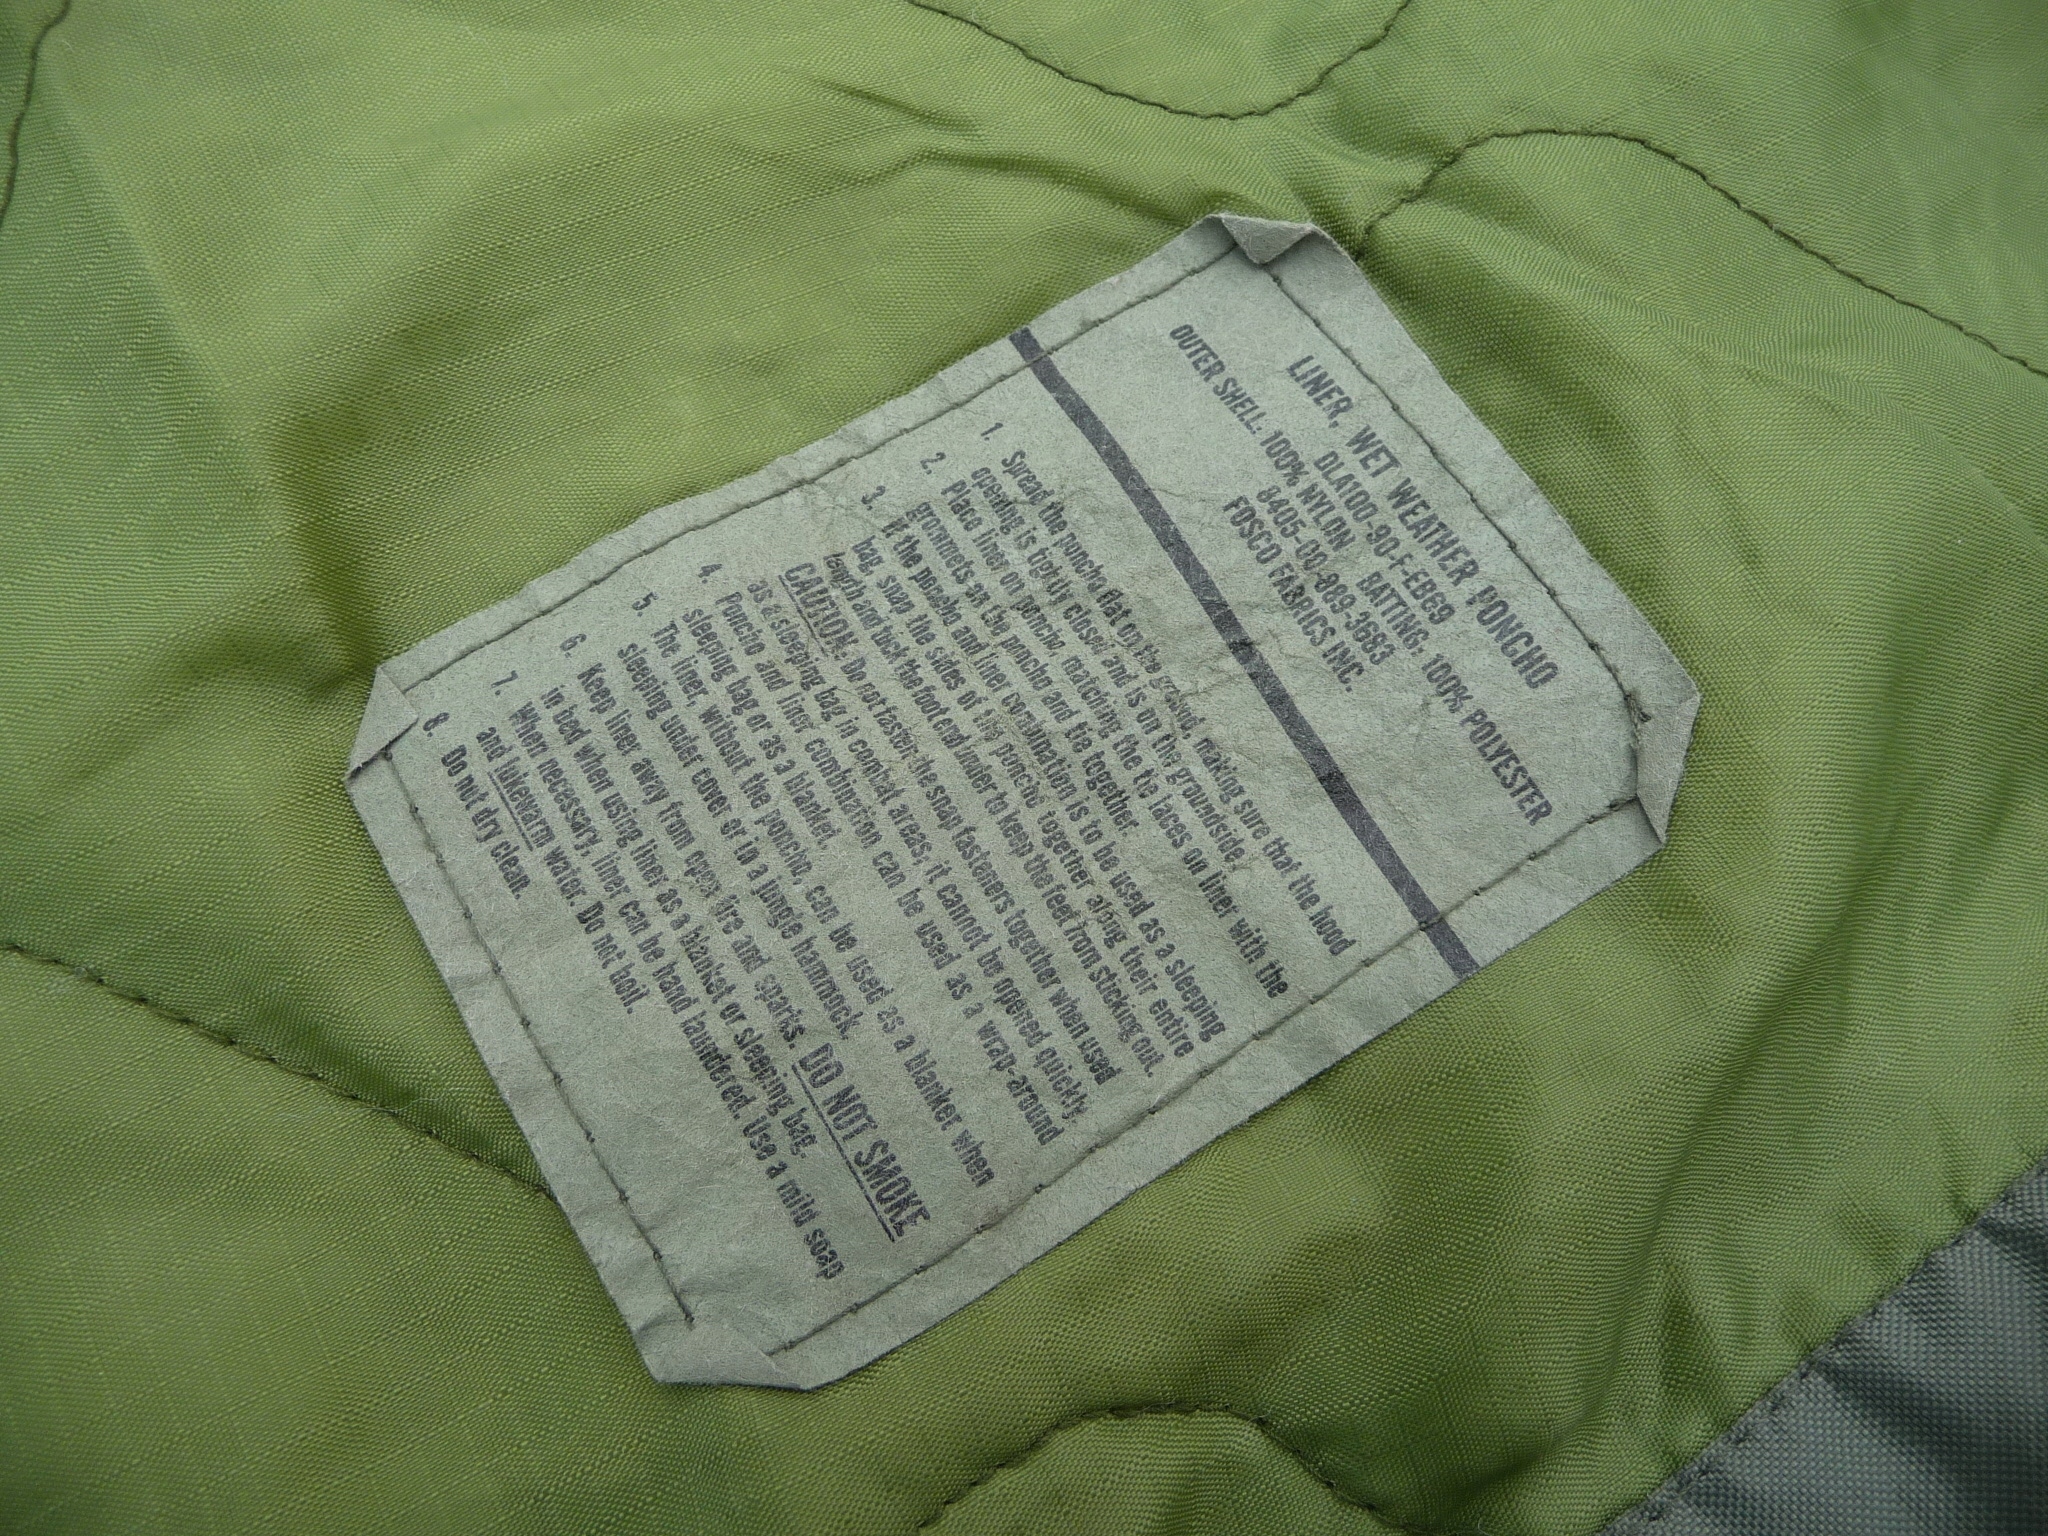 LINER, WET WEATHER PONCHO
DLA100-90-F-EB69
OUTER SHELL: 100% NYLON BATTING: 100% POLYESTER
8405-00-889-3683
FOSCO FABRICS INC.
1. Spread the poncho flat on the ground, making sure that the hood
opening is tightly closed and is on the groundside.
2. Place liner on poncho, matching the tie laces on liner with the
grommets on the poncho and tie together.
3. If the poncho and liner combination is to be used as a sleeping
bag, snap the sides of the poncho together along their entire
length and tuck the foot end inner to keep the feet from sticking out.
CAUTION: Do not fasten the snap fasteners together when used
as a sleeping bag in combat areas; it cannot be opened quickly.
4. Poncho and liner combination can be used as a wrap-around
sleeping bag or as a blanket.
5. The liner, without the poncho, can be used as a blanket when
sleeping under cover or in a jungle hammock.
6. Keep liner away from open fire and sparks. DO NOT SMOKE
in bed when using liner as a blanket or sleeping bag.
7. When necessary, liner can be hand laundered. Use a mild soap
and lukewarm water. Do not boil.
8. Do not dry clean.